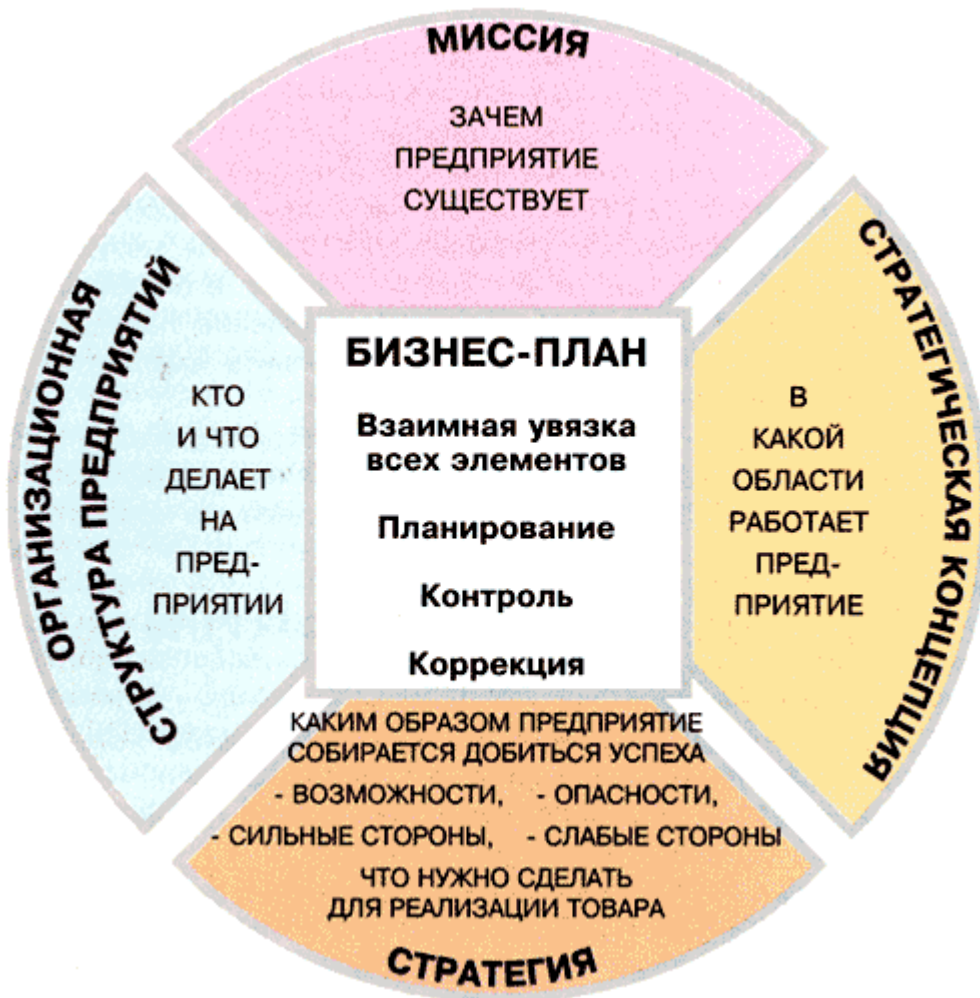 МИССИЯ
ЗАЧЕМ
ПРЕДПРИЯТИЕ
СУЩЕСТВУЕТ
ОРГАНИЗАЦИОННАЯ
СТРУКТУРА ПРЕДПРИЯТИЙ
КТО
И ЧТО
ДЕЛАЕТ
НА
ПРЕД-
ПРИЯТИИ
БИЗНЕС-ПЛАН
Взаимная увязка
всех элементов
Планирование
Контроль
Коррекция
СТРАТЕГИЧЕСКАЯ КОНЦЕПЦИЯ
В
КАКОЙ
ОБЛАСТИ
РАБОТАЕТ
ПРЕД-
ПРИЯТИЕ
КАКИМ ОБРАЗОМ ПРЕДПРИЯТИЕ
СОБИРАЕТСЯ ДОБИТЬСЯ УСПЕХА
- ВОЗМОЖНОСТИ, - ОПАСНОСТИ,
- СИЛЬНЫЕ СТОРОНЫ, - СЛАБЫЕ СТОРОНЫ
ЧТО НУЖНО СДЕЛАТЬ
ДЛЯ РЕАЛИЗАЦИИ ТОВАРА
СТРАТЕГИЯ